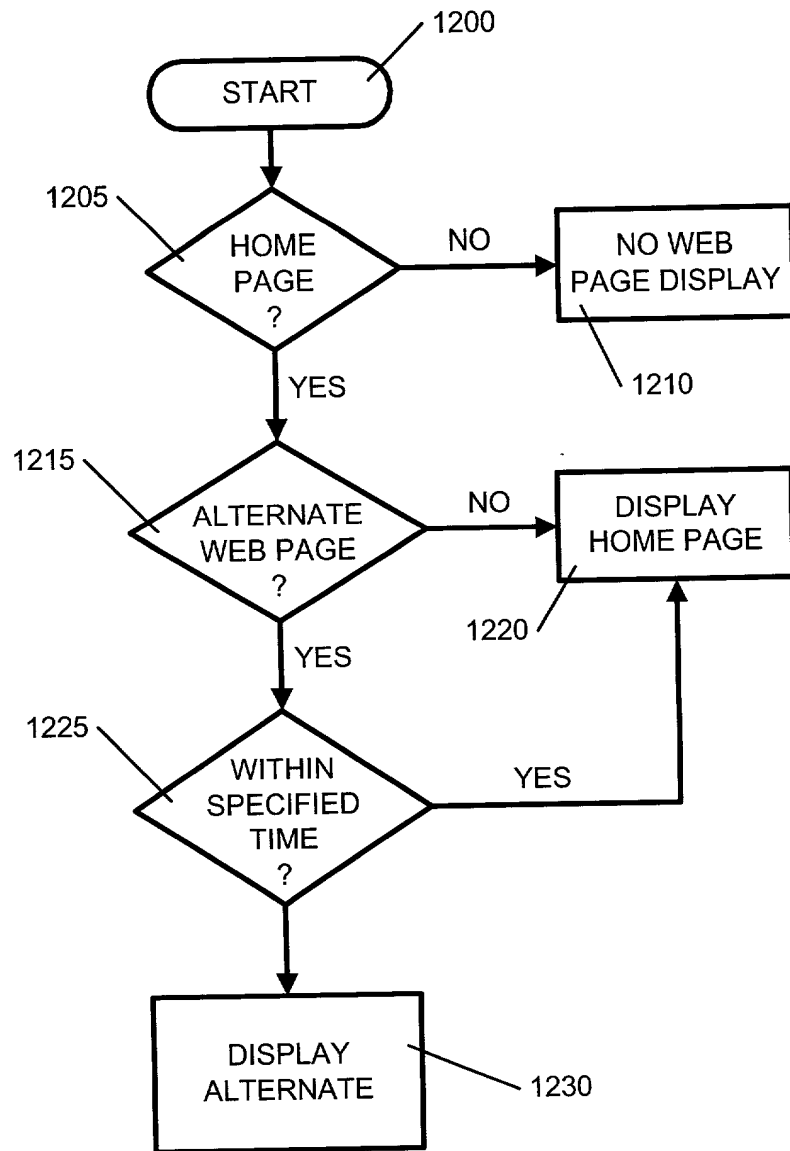 1200
START
1205
HOME
PAGE
?
NO
NO WEB
PAGE DISPLAY
1210
YES
1215
ALTERNATE
WEB PAGE
?
NO
DISPLAY
HOME PAGE
1220
YES
1225
WITHIN
SPECIFIED
TIME
?
YES
DISPLAY
ALTERNATE
1230